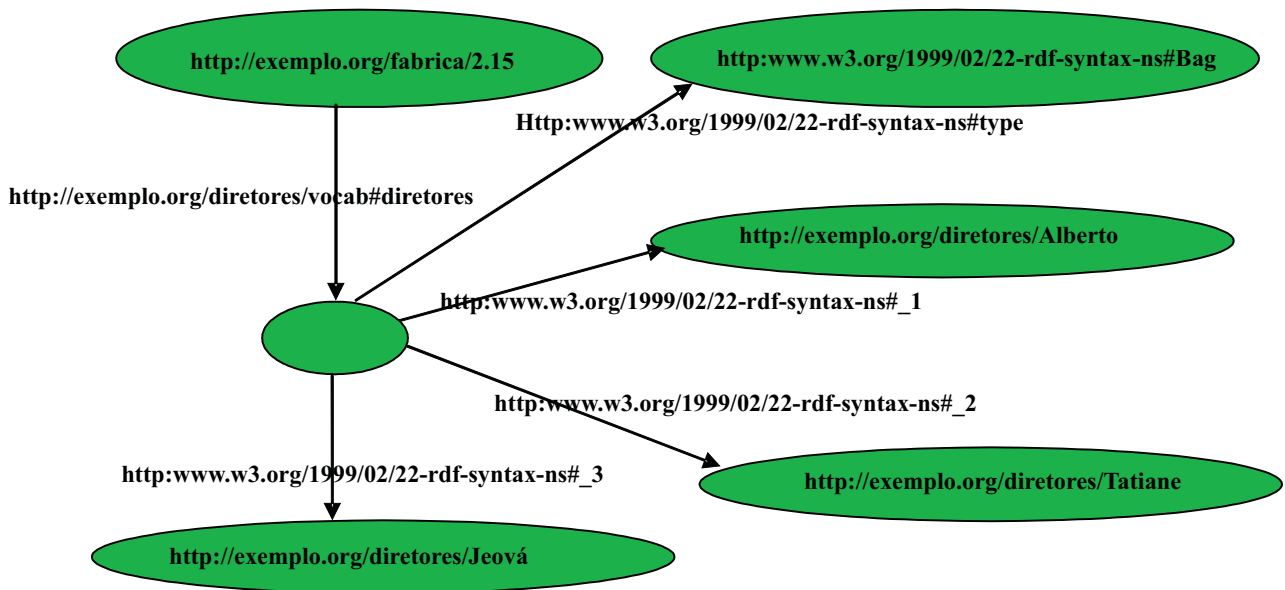 http://exemplo.org/fabrica/2.15
http:www.w3.org/1999/02/22-rdf-syntax-ns#Bag
Http:www.w3.org/1999/02/22-rdf-syntax-ns#type
http://exemplo.org/diretores/vocab#diretores
http://exemplo.org/diretores/Alberto
http:www.w3.org/1999/02/22-rdf-syntax-ns#_1
http:www.w3.org/1999/02/22-rdf-syntax-ns#_2
http:www.w3.org/1999/02/22-rdf-syntax-ns#_3
http://exemplo.org/diretores/Tatiane
http://exemplo.org/diretores/Jeová